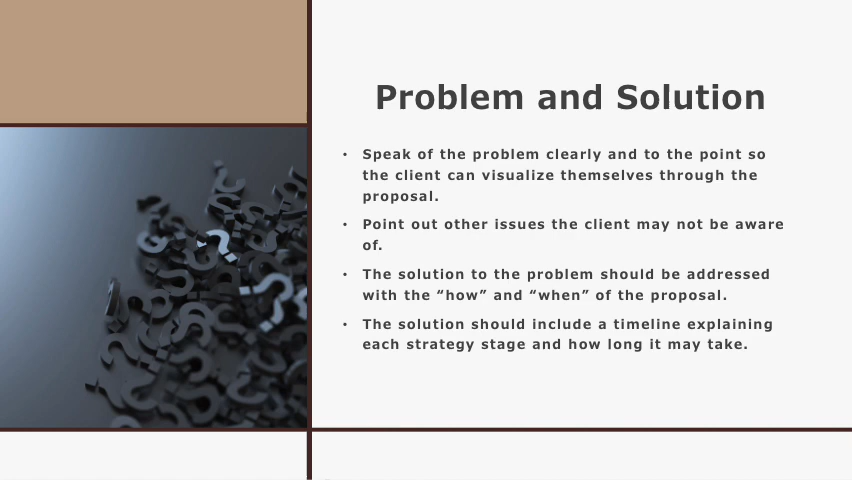 Problem and Solution
• Speak of the problem clearly and to the point so
the client can visualize themselves through the
proposal.
• Point out other issues the client may not be aware
of.
• The solution to the problem should be addressed
with the “how” and “when” of the proposal.
• The solution should include a timeline explaining
each strategy stage and how long it may take.